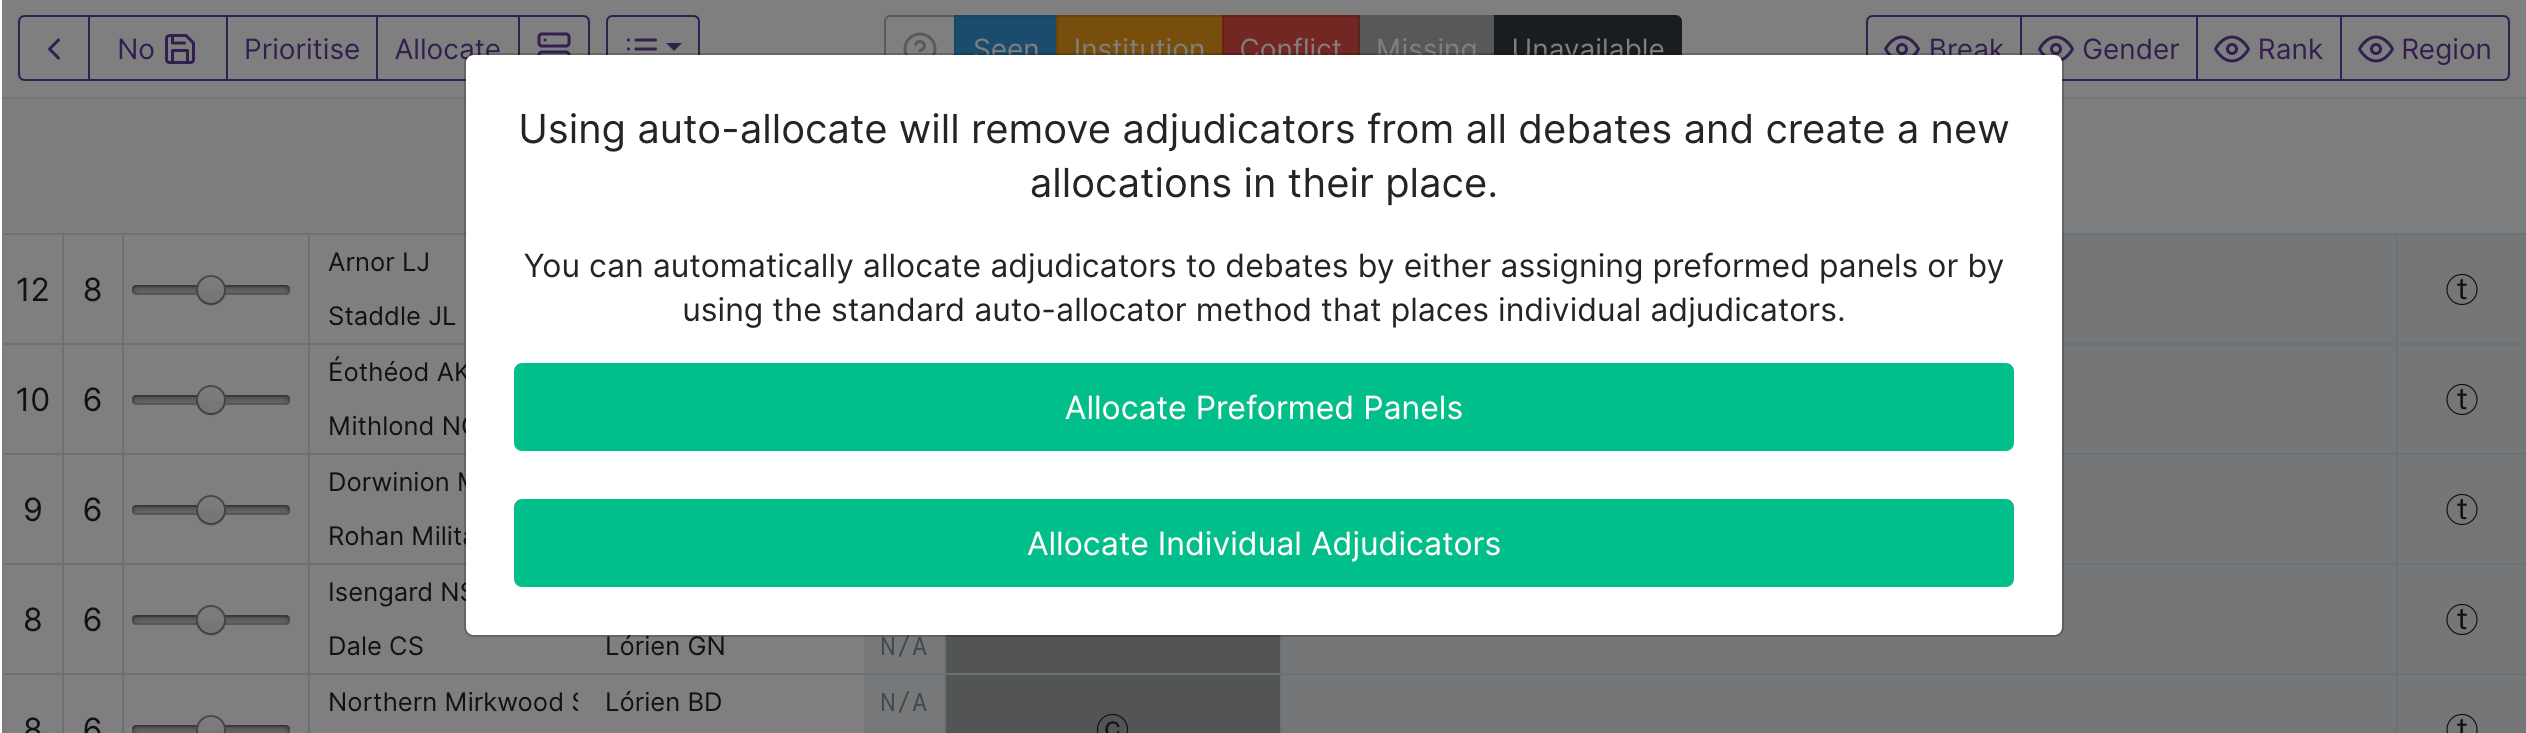 No Prioritise Allocate Seen Institution Conflict Missing Unavailable Break Gender Rank Region
Using auto-allocate will remove adjudicators from all debates and create a new
allocations in their place.
You can automatically allocate adjudicators to debates by either assigning preformed panels or by
using the standard auto-allocator method that places individual adjudicators.
Allocate Preformed Panels
Allocate Individual Adjudicators
Arnor LJ
12 8 ⓣ
Staddle JL
Éothéod AK
10 6 ⓣ
Mithlond
Dorwinion
9 6 ⓣ
Rohan
Isengard
8 6 ⓣ
Dale CS Lórien GN N/A
Northern Mirkwood Lórien BD N/A
8 6 ⓒ ⓣ